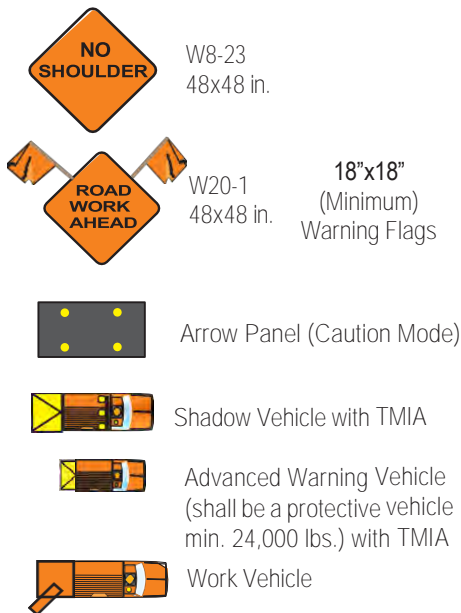 NO
SHOULDER
W8-23
48x48 in.
ROAD
WORK
AHEAD
W20-1
48x48 in.
18”x18”
(Minimum)
Warning Flags
Arrow Panel (Caution Mode)
Shadow Vehicle with TMIA
Advanced Warning Vehicle
(shall be a protective vehicle
min. 24,000 lbs.) with TMIA
Work Vehicle